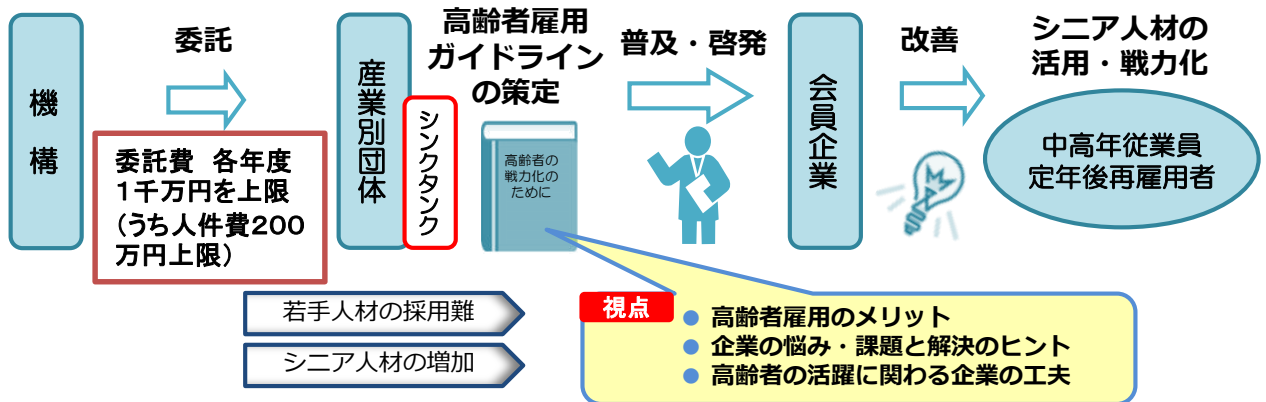 機
構
委託
委託費 各年度
1千万円を上限
(うち人件費200
万円上限)
産業別団体
シンクタンク
高齢者雇用
ガイドライン
の策定
高齢者の
戦力化の
ために
普及・啓発
会員企業
改善
シニア人材の
活用・戦力化
中高年従業員
定年後再雇用者
若手人材の採用難
シニア人材の増加
視点
● 高齢者雇用のメリット
● 企業の悩み・課題と解決のヒント
● 高齢者の活躍に関わる企業の工夫